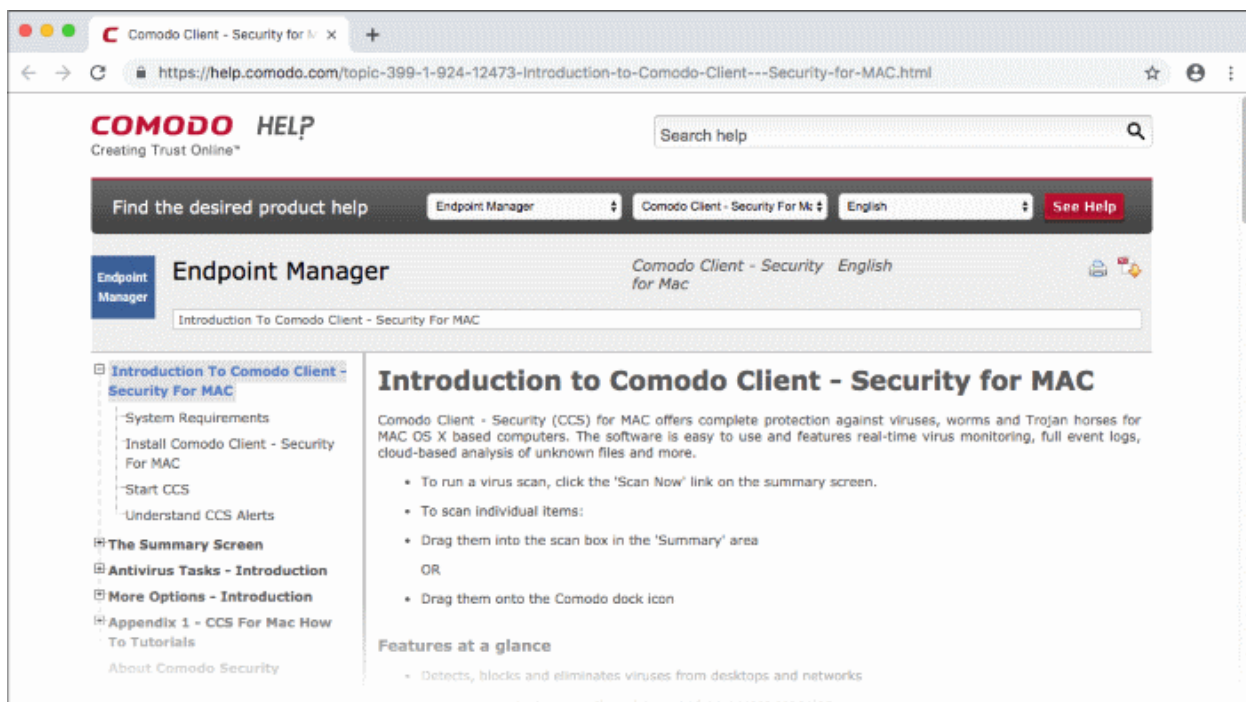 Comodo Client - Security for M
https://help.comodo.com/topic-399-1-924-12473-Introduction-to-Comodo-Client---Security-for-MAC.html
COMODO HELP
Creating Trust Online™
Search help
Find the desired product help
Endpoint Manager
Comodo Client - Security For Mc
English
See Help
Endpoint
Manager
Endpoint Manager
Comodo Client - Security
for Mac
English
Introduction To Comodo Client - Security For MAC
Introduction To Comodo Client -
Security For MAC
System Requirements
Install Comodo Client - Security
For MAC
Start CCS
Understand CCS Alerts
The Summary Screen
Antivirus Tasks - Introduction
More Options - Introduction
Appendix 1 - CCS For Mac How
To Tutorials
About Comodo Security
Introduction to Comodo Client - Security for MAC
Comodo Client - Security (CCS) for MAC offers complete protection against viruses, worms and Trojan horses for
MAC OS X based computers. The software is easy to use and features real-time virus monitoring, full event logs,
cloud-based analysis of unknown files and more.
• To run a virus scan, click the 'Scan Now' link on the summary screen.
• To scan individual items:
• Drag them into the scan box in the 'Summary' area
OR
• Drag them onto the Comodo dock icon
Features at a glance
• Detects, blocks and eliminates viruses from desktops and networks